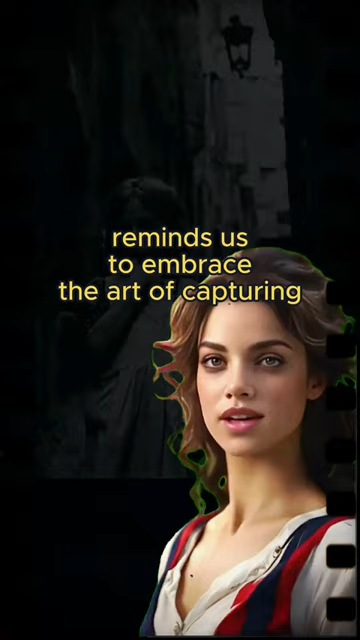 reminds us
to embrace
the art of capturing